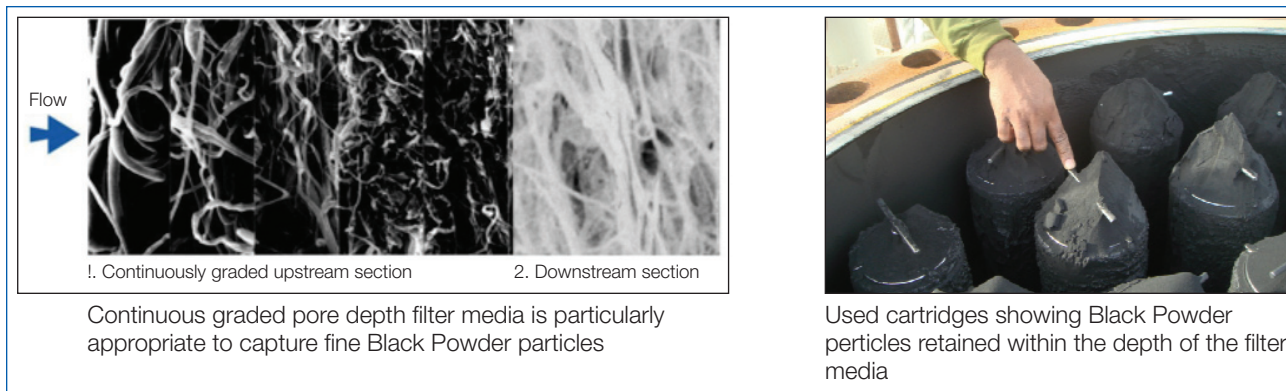 Flow
!. Continuously graded upstream section
2. Downstream section
Continuous graded pore depth filter media is particularly
appropriate to capture fine Black Powder particles
Used cartridges showing Black Powder
perticles retained within the depth of the filter
media